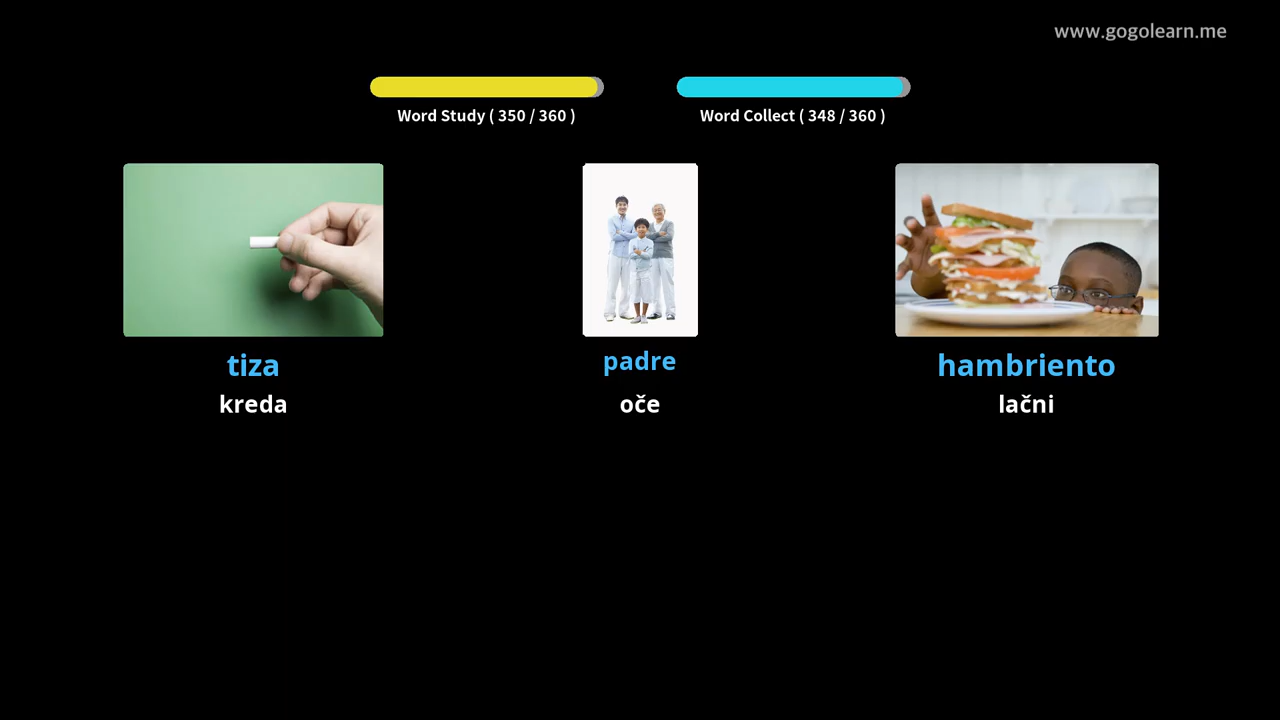 www.gogolearn.me
Word Study ( 350 / 360 )
Word Collect ( 348 / 360 )
tiza
padre
hambriento
kreda
oče
lačni